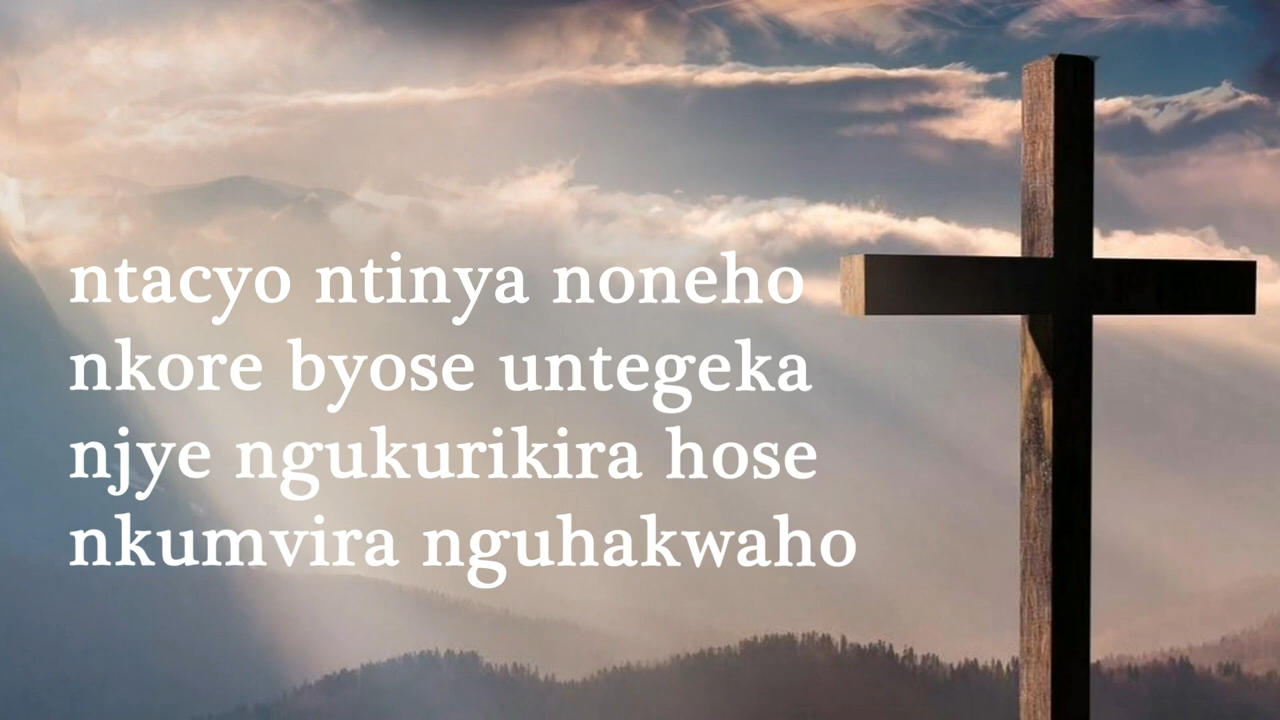 ntacyo ntinya noneho
nkore byose untegeka
njye ngukurikira hose
nkumvira nguhakwaho